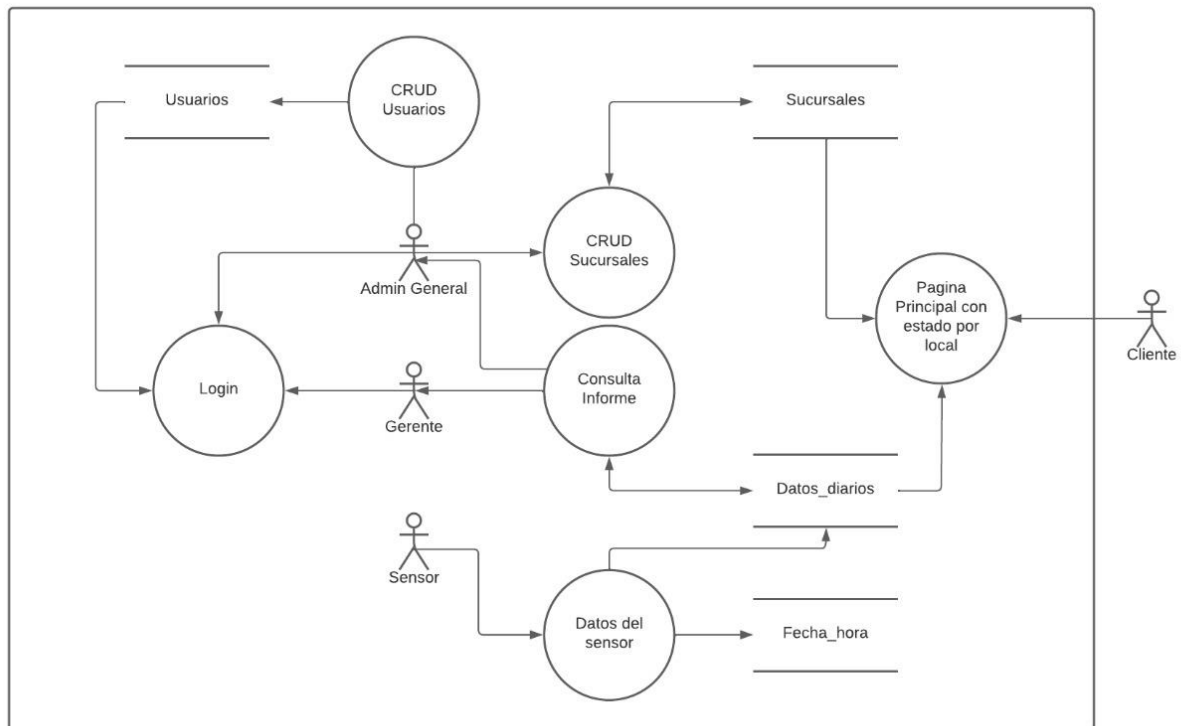 Usuarios
CRUD
Usuarios
Sucursales
CRUD
Sucursales
Admin General
Pagina
Principal con
estado por
local
Cliente
Login
Gerente
Consulta
Informe
Datos_diarios
Sensor
Datos del
sensor
Fecha_hora